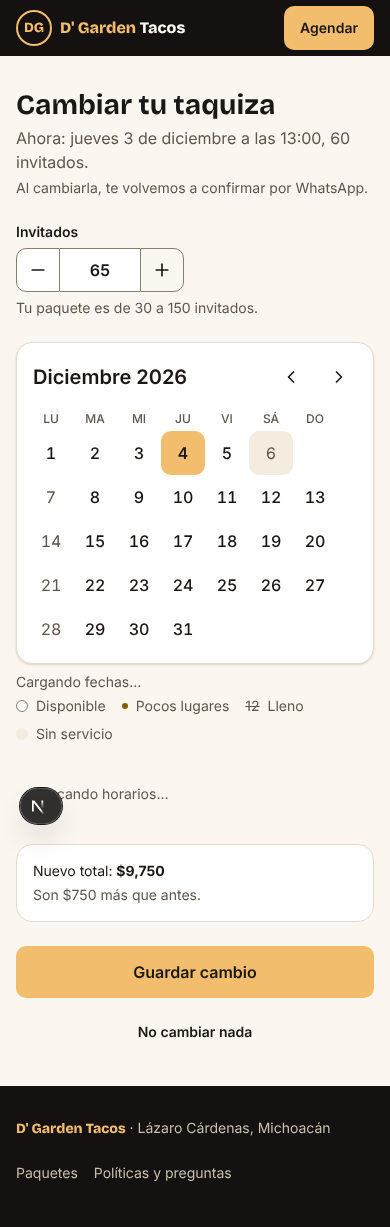 DG D' Garden Tacos Agendar
Cambiar tu taquiza
Ahora: jueves 3 de diciembre a las 13:00, 60
invitados.
Al cambiarla, te volvemos a confirmar por WhatsApp.
Invitados
− 65 +
Tu paquete es de 30 a 150 invitados.
Diciembre 2026
LU MA MI JU VI SÁ DO
1 2 3 4 5 6
7 8 9 10 11 12 13
14 15 16 17 18 19 20
21 22 23 24 25 26 27
28 29 30 31
Cargando fechas...
Disponible Pocos lugares 12 Lleno
Sin servicio
N cando horarios...
Nuevo total: $9,750
Son $750 más que antes.
Guardar cambio
No cambiar nada
D' Garden Tacos · Lázaro Cárdenas, Michoacán
Paquetes Políticas y preguntas